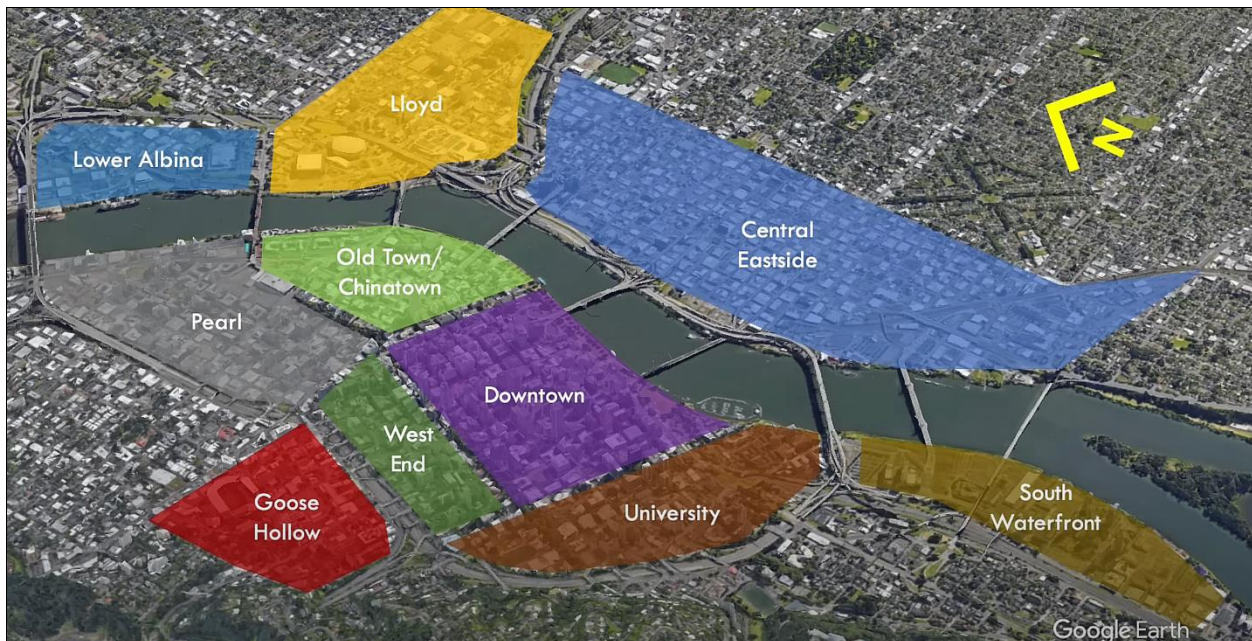 Lloyd
Lower Albina
Old Town/
Chinatown
Central
Eastside
Pearl
Downtown
West
End
Goose
Hollow
University
South
Waterfront
N
Google Earth